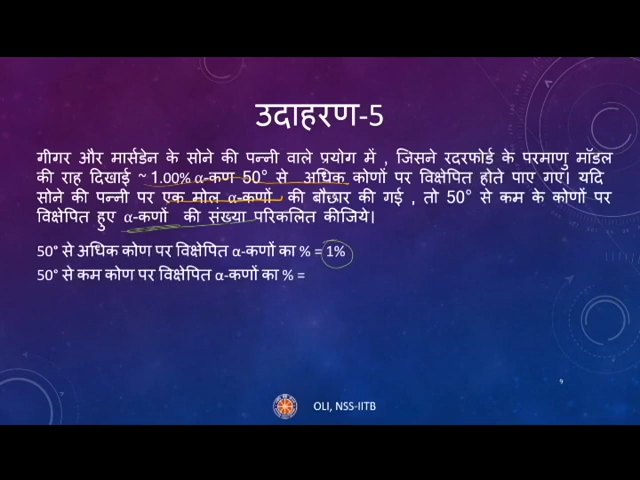 उदाहरण-5
गीगर और मार्सडेन के सोने की पन्नी वाले प्रयोग में , जिसने रदरफोर्ड के परमाणु मॉडल
की राह दिखाई ~ 1.00% α-कण 50° से अधिक कोणों पर विक्षेपित होते पाए गए। यदि
सोने की पन्नी पर एक मोल α-कणों की बौछार की गई , तो 50° से कम के कोणों पर
विक्षेपित हुए α-कणों की संख्या परिकलित कीजिये।
50° से अधिक कोण पर विक्षेपित α-कणों का % = 1%
50° से कम कोण पर विक्षेपित α-कणों का % =
9
OLI, NSS-IITB